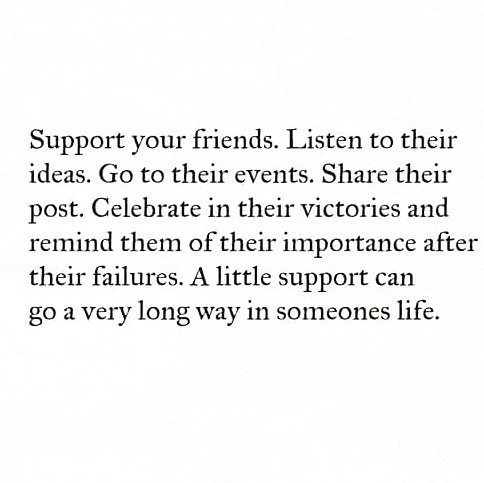 Support your friends. Listen to their
ideas. Go to their events. Share their
post. Celebrate in their victories and
remind them of their importance after
their failures. A little support can
go a very long way in someones life.